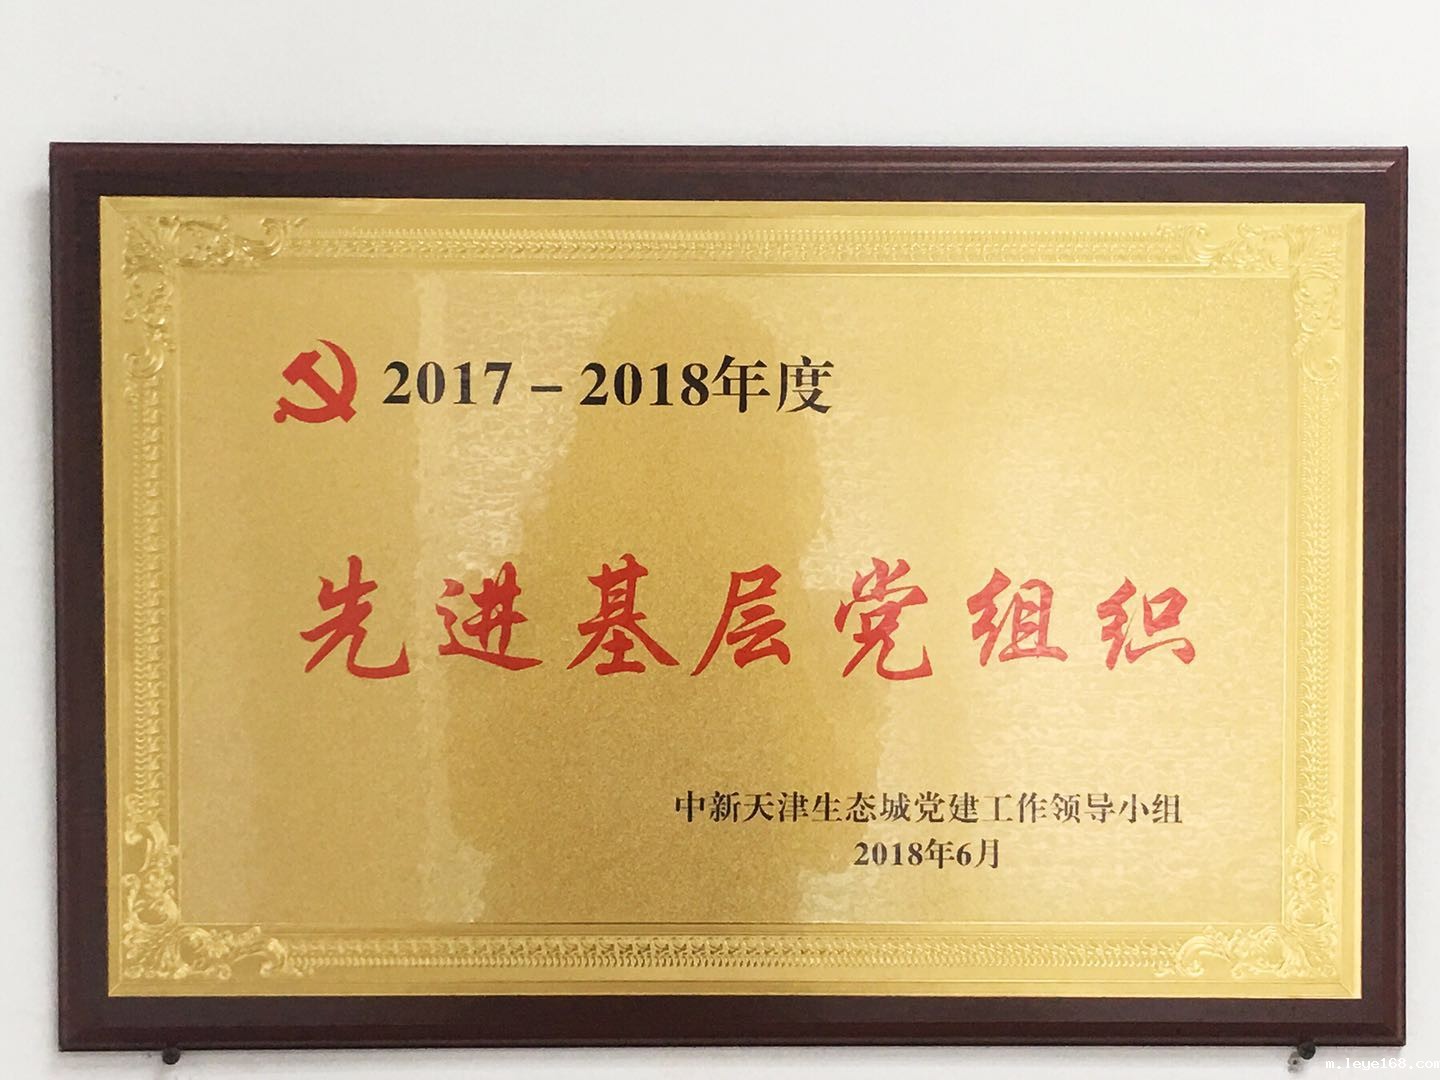 2017－2018年度
先进基层党组织
中新天津生态城党建工作领导小组
2018年6月
m.leye168.com